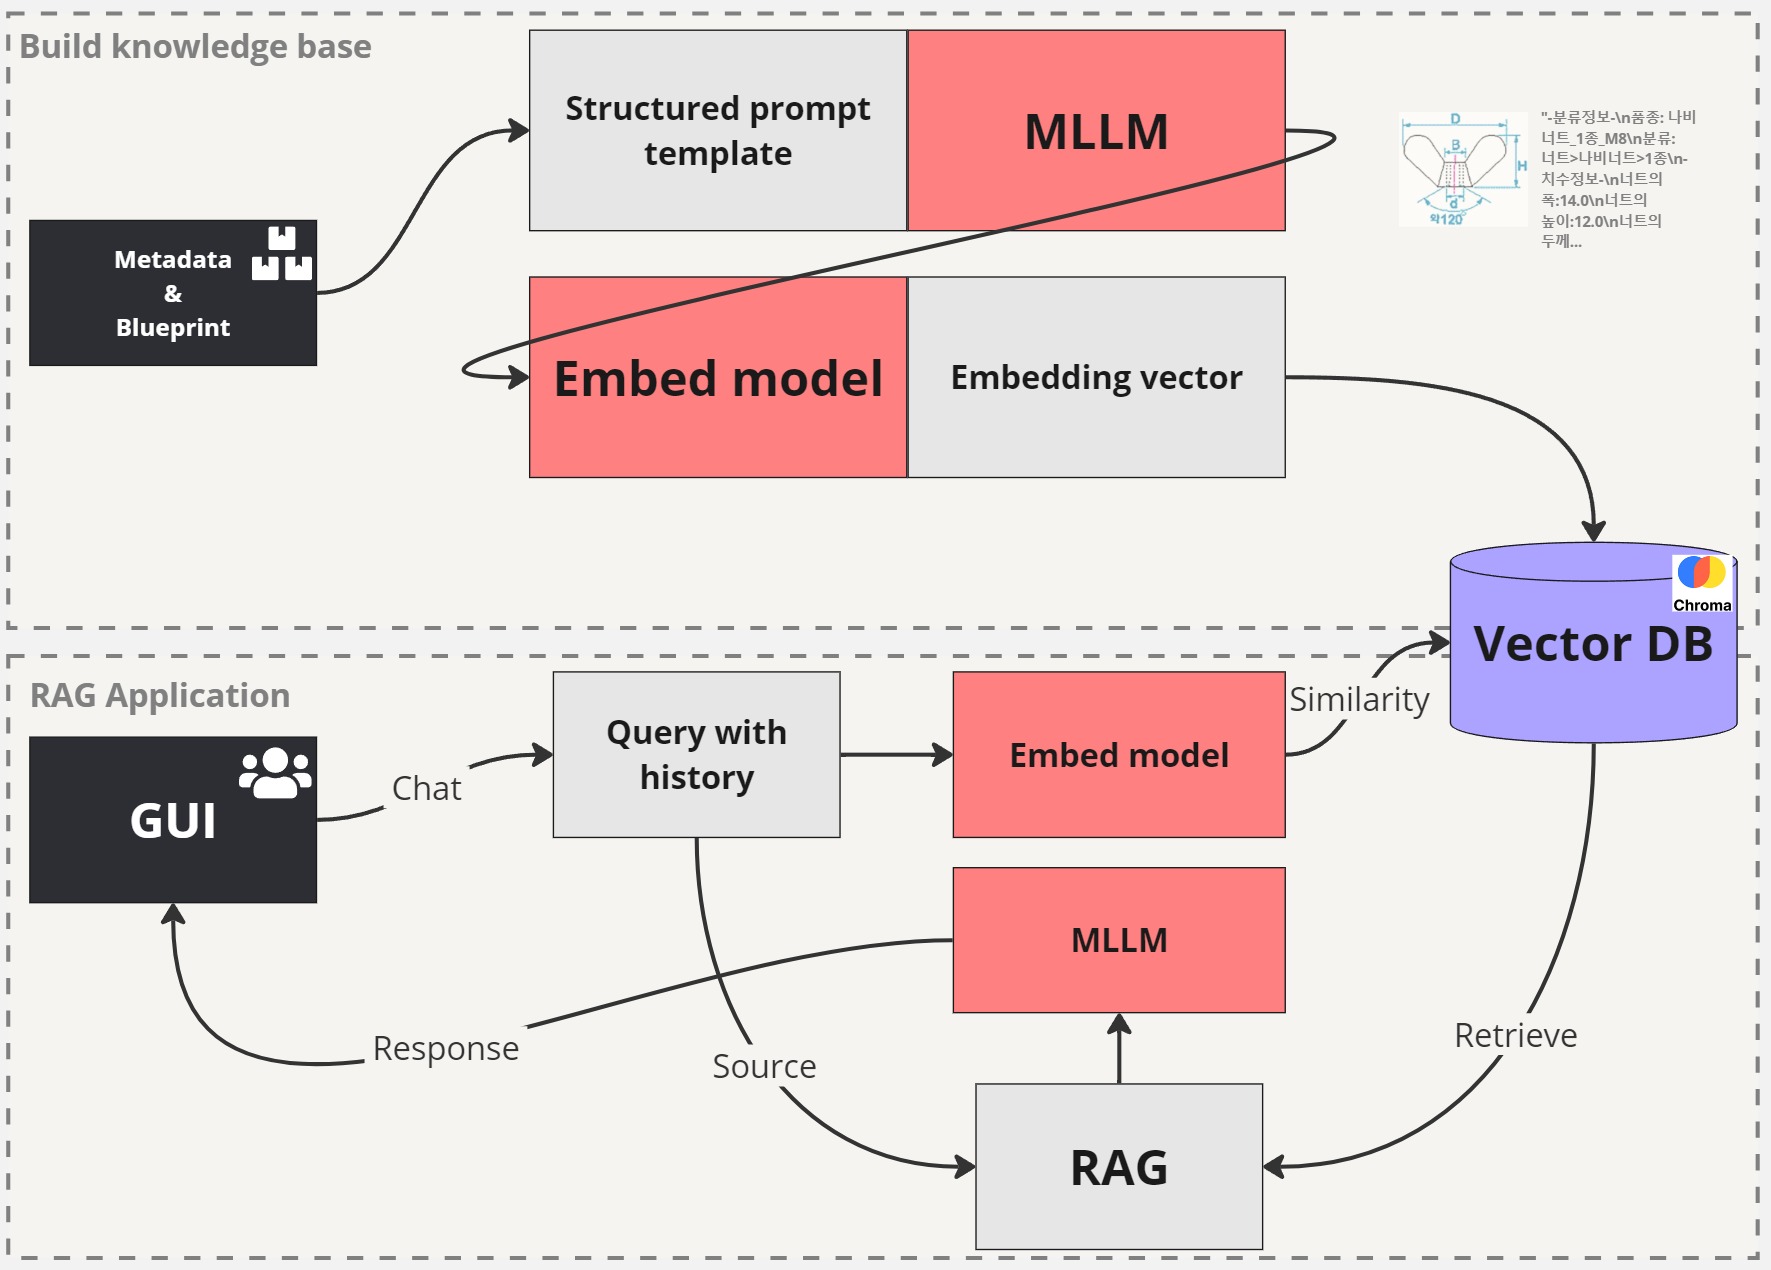 Build knowledge base
Structured prompt
template
MLLM
D
B
H
d
약120°
"-분류정보-\n품종: 나비
너트_1종_M8\n분류:
너트>나비너트>1종\n-
치수정보-\n너트의
폭:14.0\n너트의
높이:12.0\n너트의
두께...
Metadata
&
Blueprint
Embed model
Embedding vector
Chroma
Vector DB
RAG Application
GUI
Chat
Query with
history
Embed model
Similarity
MLLM
Response
Source
Retrieve
RAG